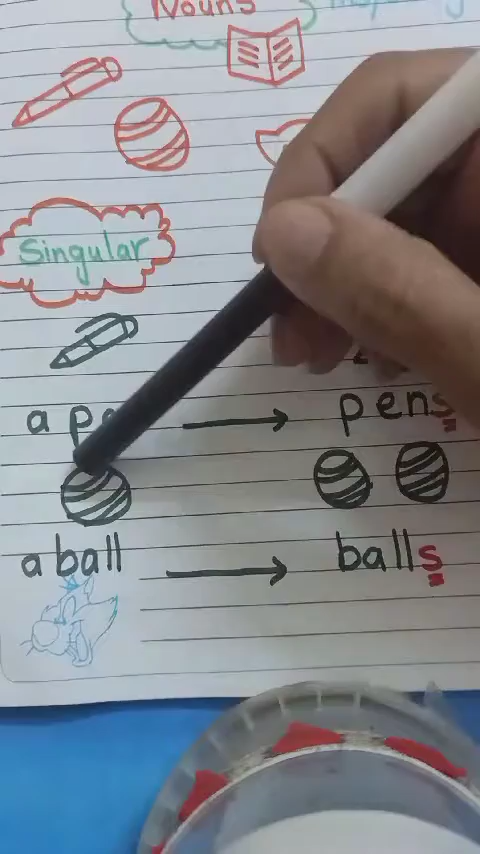 Nouns
Singular
a pe → pens
a ball → balls